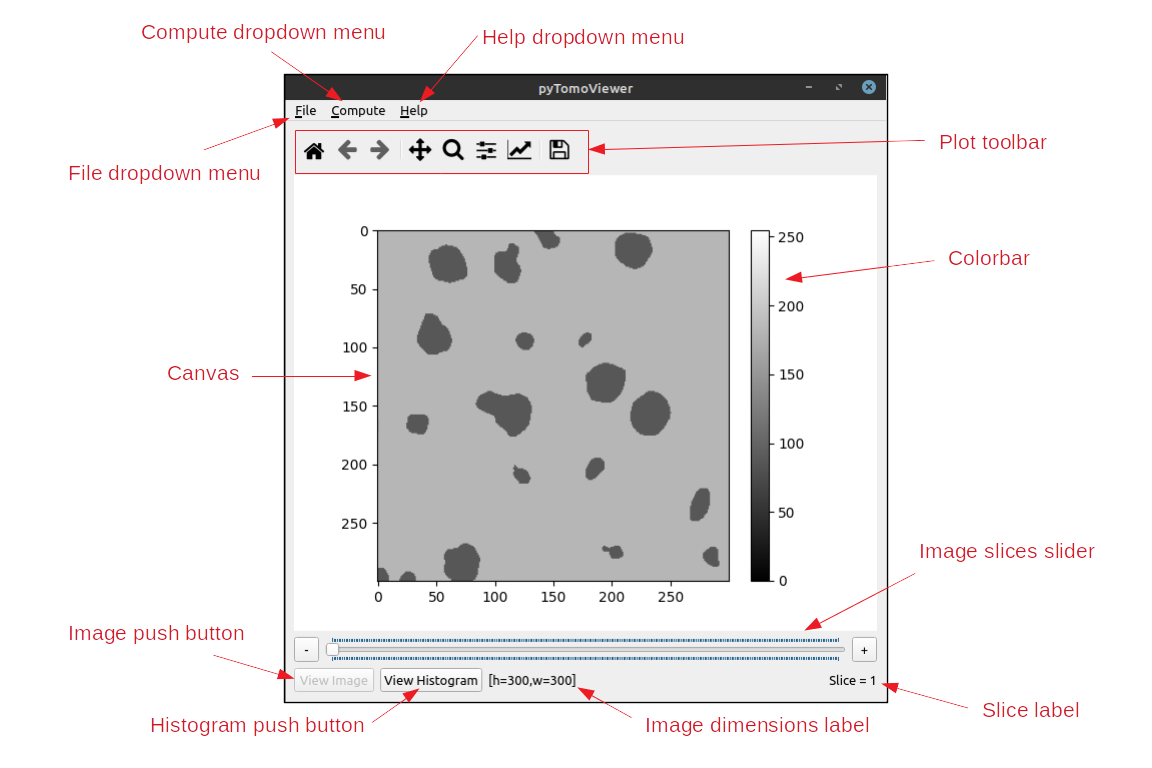 Compute dropdown menu
Help dropdown menu
pyTomoViewer
File Compute Help
Plot toolbar
File dropdown menu
0
50
100
150
200
250
0 50 100 150 200 250
250
200
150
100
50
0
Colorbar
Canvas
Image slices slider
Image push button
- +
View Image View Histogram [h=300,w=300] Slice = 1
Histogram push button
Image dimensions label
Slice label